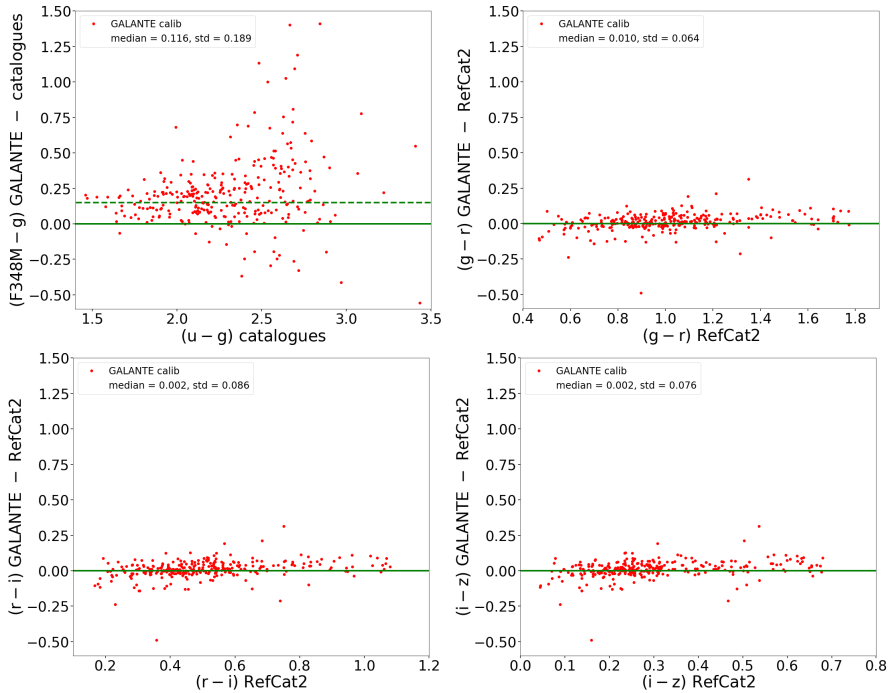 (F348M − g) GALANTE − catalogues
1.50
1.25
1.00
0.75
0.50
0.25
0.00
−0.25
−0.50
GALANTE calib
median = 0.116, std = 0.189
1.5 2.0 2.5 3.0 3.5
(u − g) catalogues
(g − r) GALANTE − RefCat2
1.50
1.25
1.00
0.75
0.50
0.25
0.00
−0.25
−0.50
GALANTE calib
median = 0.010, std = 0.064
0.4 0.6 0.8 1.0 1.2 1.4 1.6 1.8
(g − r) RefCat2
(r − i) GALANTE − RefCat2
1.50
1.25
1.00
0.75
0.50
0.25
0.00
−0.25
−0.50
GALANTE calib
median = 0.002, std = 0.086
0.2 0.4 0.6 0.8 1.0 1.2
(r − i) RefCat2
(i − z) GALANTE − RefCat2
1.50
1.25
1.00
0.75
0.50
0.25
0.00
−0.25
−0.50
GALANTE calib
median = 0.002, std = 0.076
0.0 0.1 0.2 0.3 0.4 0.5 0.6 0.7 0.8
(i − z) RefCat2